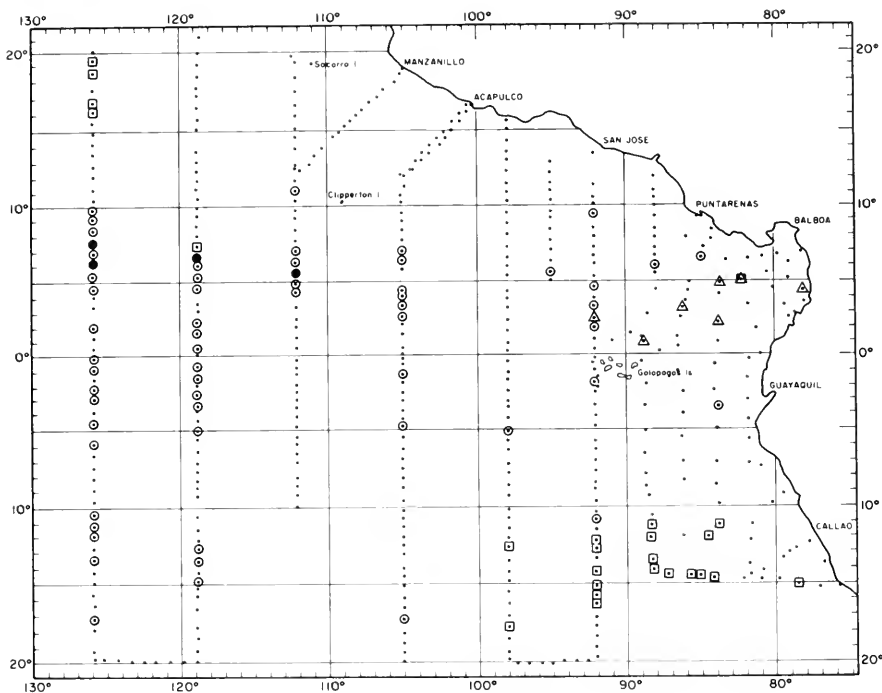 130° 120° 110° 100° 90° 80°
20° 20°
+Socorro I.
MANZANILLO
ACAPULCO
SAN JOSE
Clipperton I.
10° 10°
PUNTARENAS
BALBOA
0° 0°
Galapagos Is.
GUAYAQUIL
10° 10°
CALLAO
20° 20°
130° 120° 110° 100° 90° 80°